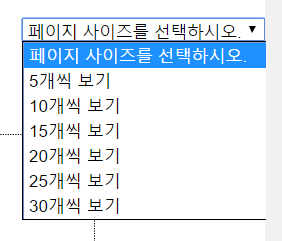 페이지 사이즈를 선택하시오. ▼
페이지 사이즈를 선택하시오.
5개씩 보기
10개씩 보기
15개씩 보기
20개씩 보기
25개씩 보기
30개씩 보기